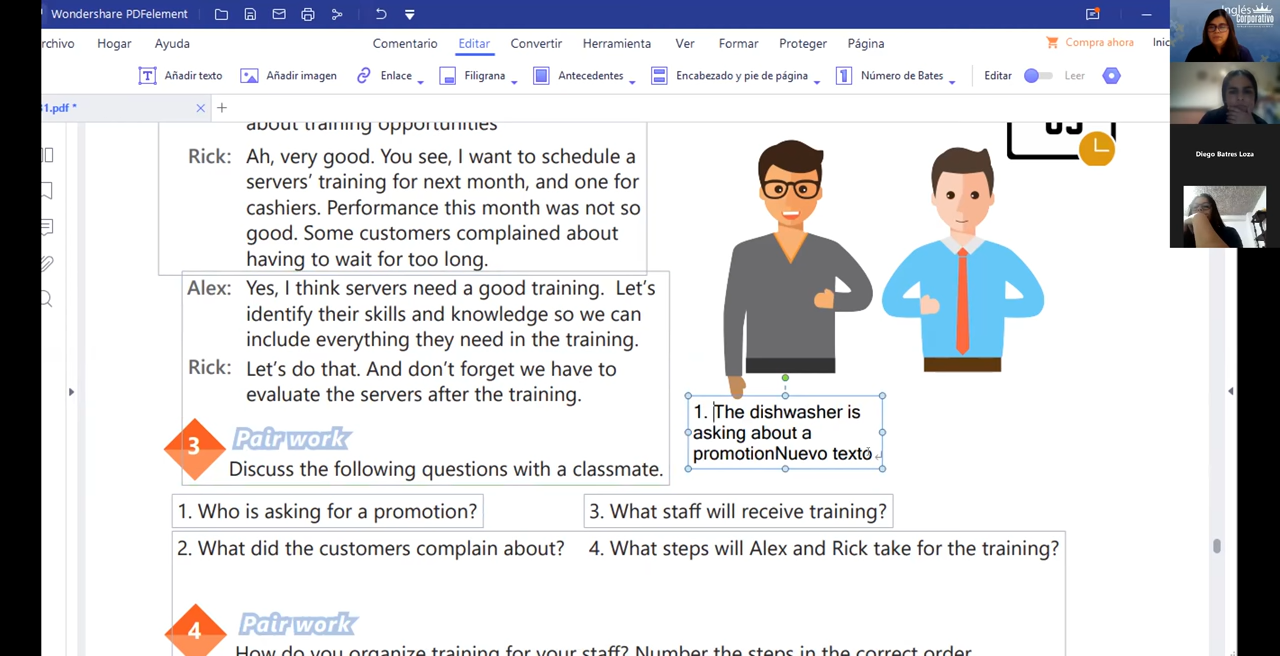 Wondershare PDFelement
rchivo Hogar Ayuda Comentario Editar Convertir Herramienta Ver Formar Proteger Página Compra ahora Inic
Añadir texto Añadir imagen Enlace Filigrana Antecedentes Encabezado y pie de página Número de Bates Editar Leer
1.pdf *
Inglés
Corporativo
Diego Batres Loza
about training opportunities
Rick: Ah, very good. You see, I want to schedule a
servers' training for next month, and one for
cashiers. Performance this month was not so
good. Some customers complained about
having to wait for too long.
Alex: Yes, I think servers need a good training. Let's
identify their skills and knowledge so we can
include everything they need in the training.
Rick: Let's do that. And don't forget we have to
evaluate the servers after the training.
1. The dishwasher is
asking about a
promotionNuevo texto
3 Pair work
Discuss the following questions with a classmate.
1. Who is asking for a promotion?
3. What staff will receive training?
2. What did the customers complain about?
4. What steps will Alex and Rick take for the training?
4 Pair work
How do you organize training for your staff? Number the steps in the correct order.